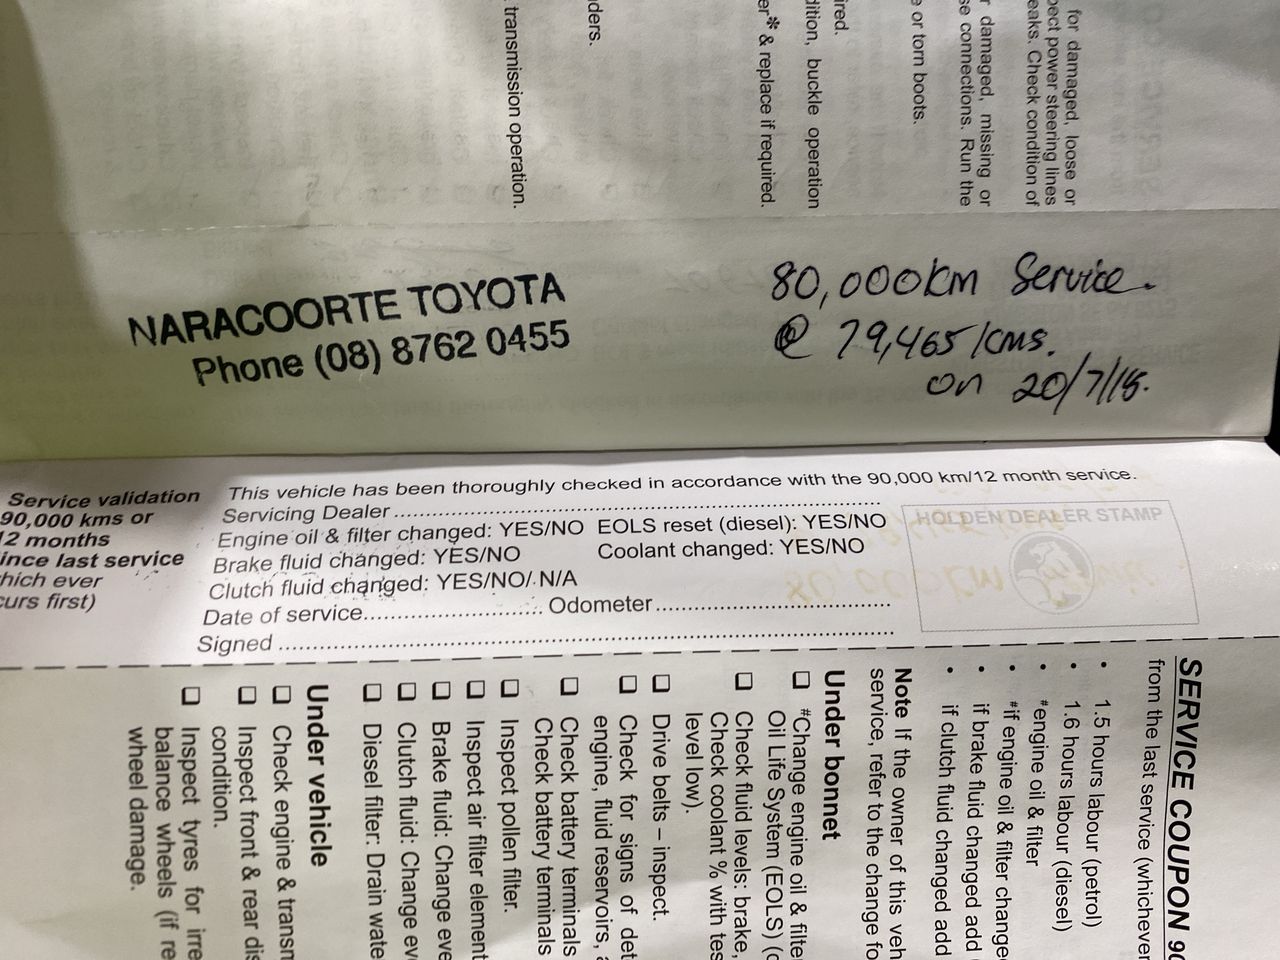 for damaged, loose or
pect power steering lines
eaks. Check condition of
r damaged, missing or
se connections. Run the
e or torn boots.
ired.
dition, buckle operation
er* & replace if required.
ders.
transmission operation.
NARACOORTE TOYOTA
Phone (08) 8762 0455
80,000km Service.
@ 79,465 kms.
on 20/7/15.
Service validation
90,000 kms or
12 months
ince last service
hich ever
curs first)
This vehicle has been thoroughly checked in accordance with the 90,000 km/12 month service.
Servicing Dealer
Engine oil & filter changed: YES/NO EOLS reset (diesel): YES/NO
Brake fluid changed: YES/NO Coolant changed: YES/NO
Clutch fluid changed: YES/NO/ N/A
Date of service Odometer
Signed
HOLDEN DEALER STAMP
SERVICE COUPON 90
from the last service (whichever
• 1.5 hours labour (petrol)
• 1.6 hours labour (diesel)
• #engine oil & filter
• #if engine oil & filter change
• if brake fluid changed add
• if clutch fluid changed add
Note If the owner of this veh
service, refer to the change fo
Under bonnet
❑ #Change engine oil & filter
Oil Life System (EOLS) (
❑ Check fluid levels: brake,
Check coolant % with tes
level low).
❑ Drive belts – inspect.
❑ Check for signs of det
engine, fluid reservoirs,
❑ Check battery terminals
Check battery terminals
❑ Inspect pollen filter.
❑ Inspect air filter element
❑ Brake fluid: Change eve
❑ Clutch fluid: Change ev
❑ Diesel filter: Drain wate
Under vehicle
❑ Check engine & transm
❑ Inspect front & rear dis
condition.
❑ Inspect tyres for irre
balance wheels (if re
wheel damage.